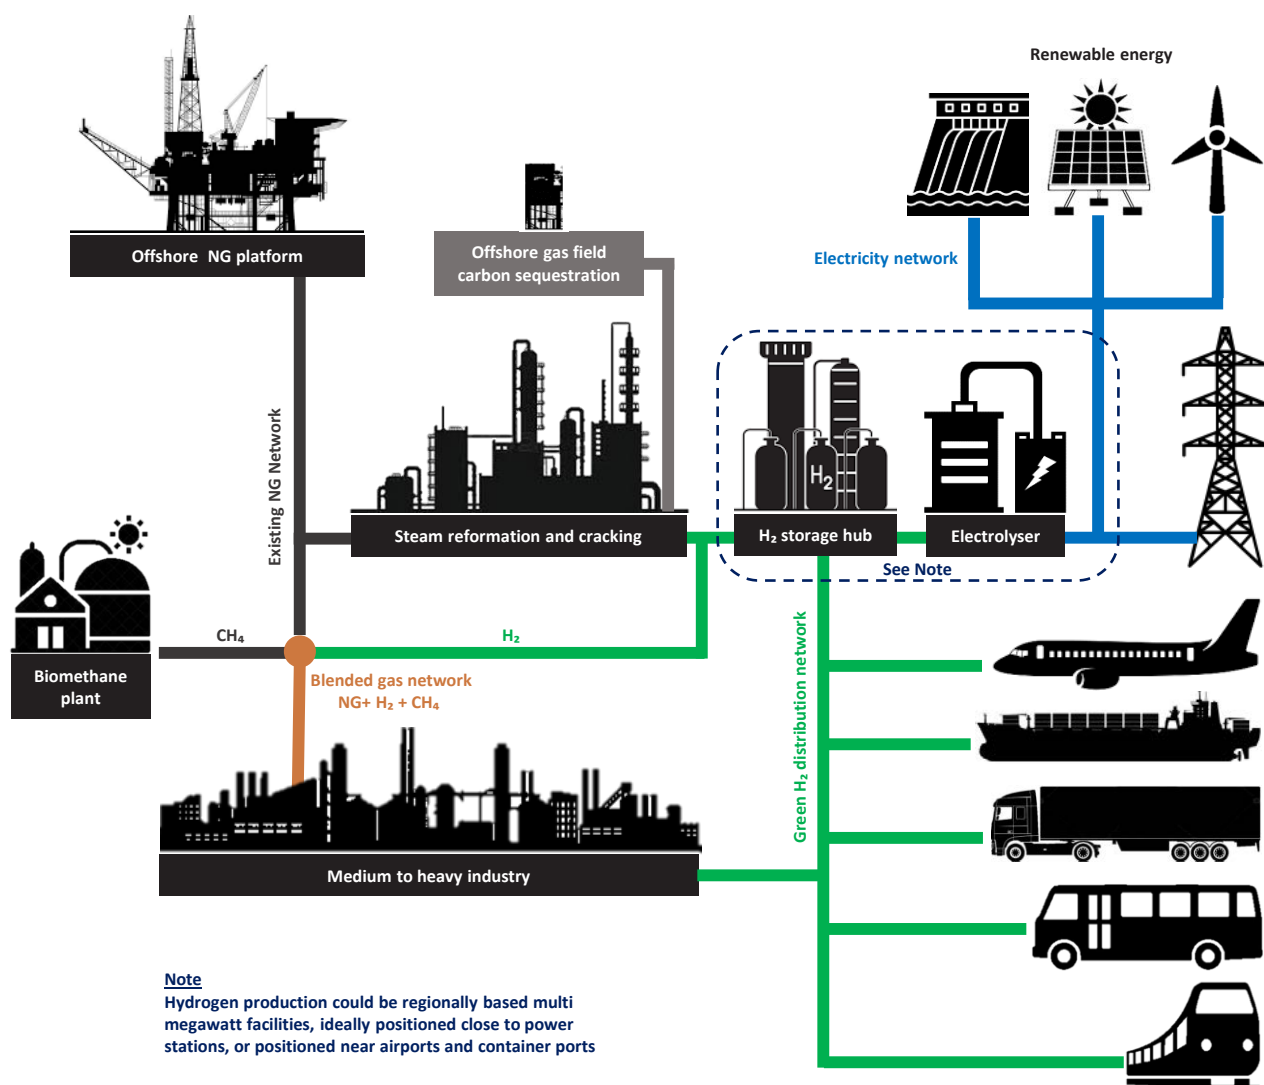 Renewable energy
Offshore NG platform
Offshore gas field
carbon sequestration
Electricity network
Existing NG Network
H₂
Steam reformation and cracking
H₂ storage hub
Electrolyser
See Note
CH₄
H₂
Biomethane
plant
Blended gas network
NG+ H₂ + CH₄
Green H₂ distribution network
Medium to heavy industry
Note
Hydrogen production could be regionally based multi
megawatt facilities, ideally positioned close to power
stations, or positioned near airports and container ports